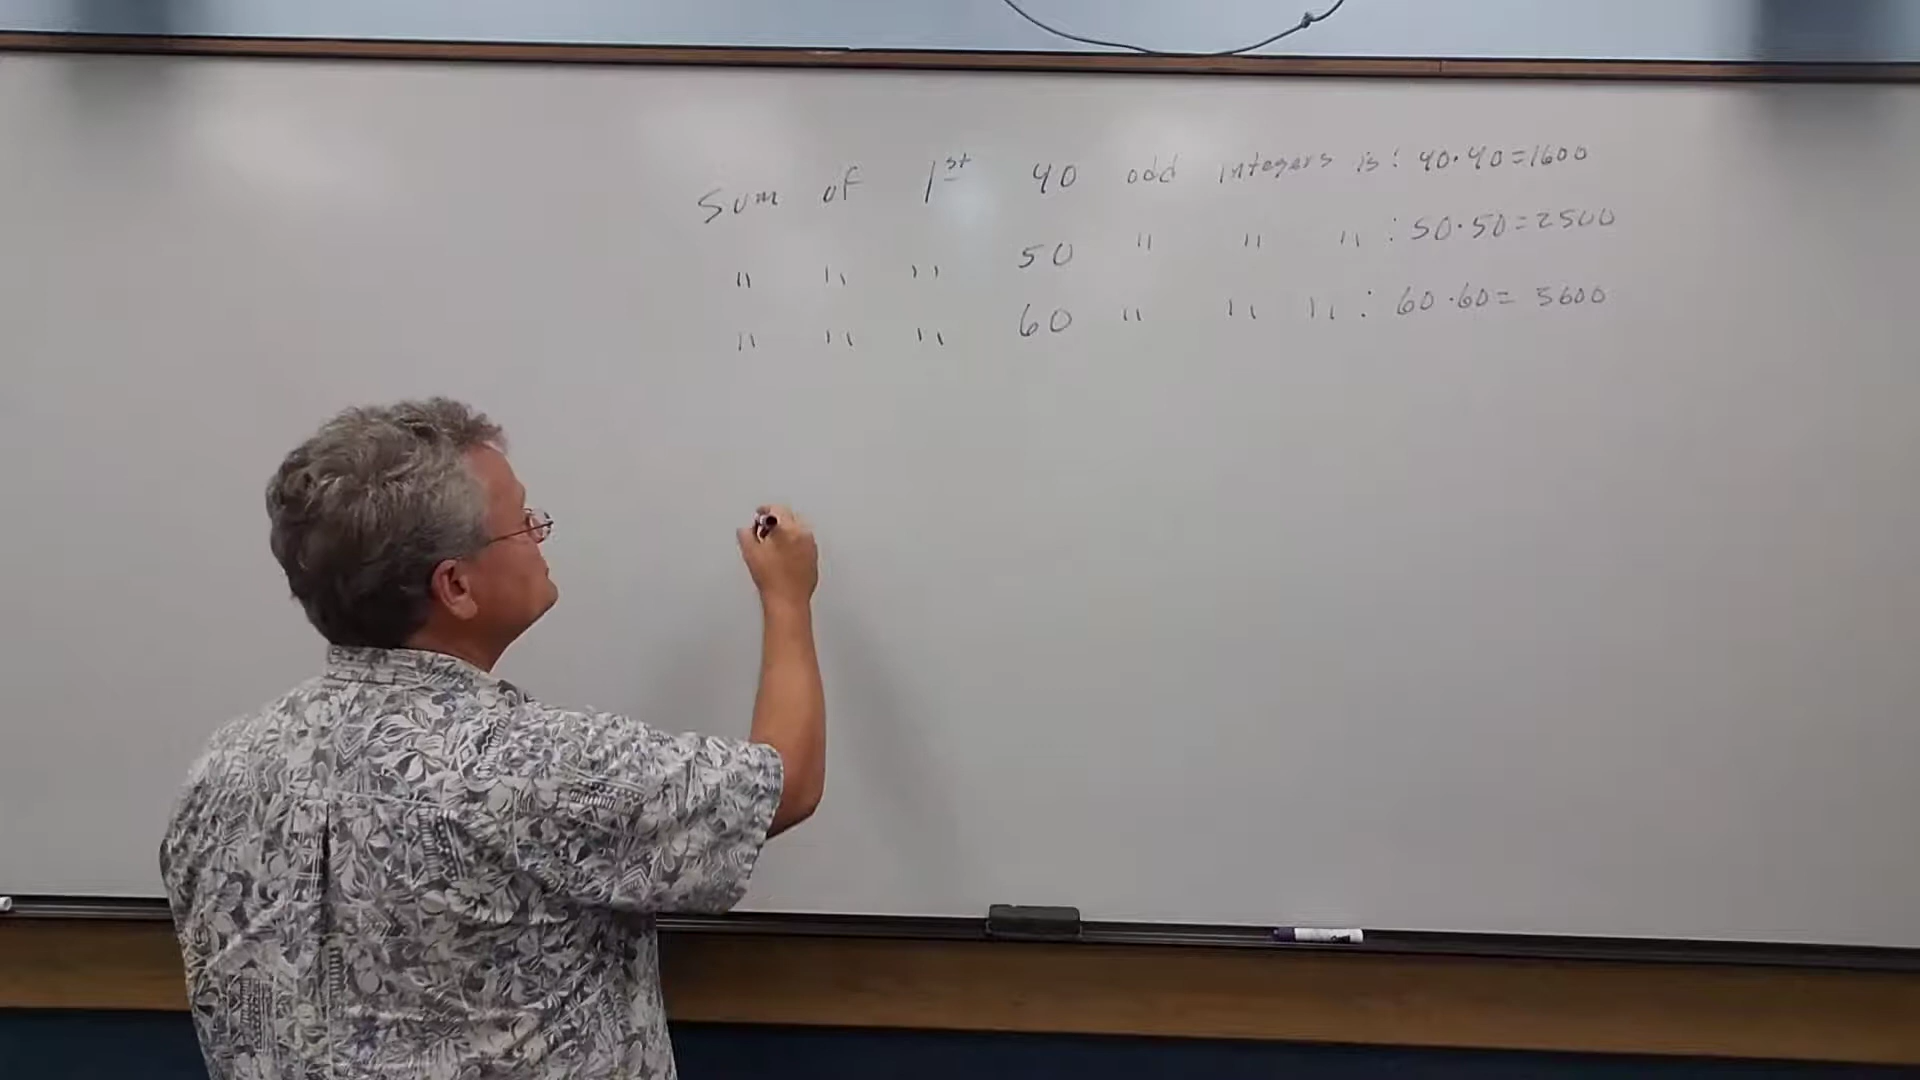 Sum of 1st 40 odd integers is: 40·40=1600
" " " 50 " " " : 50·50=2500
" " " 60 " " " : 60·60= 3600